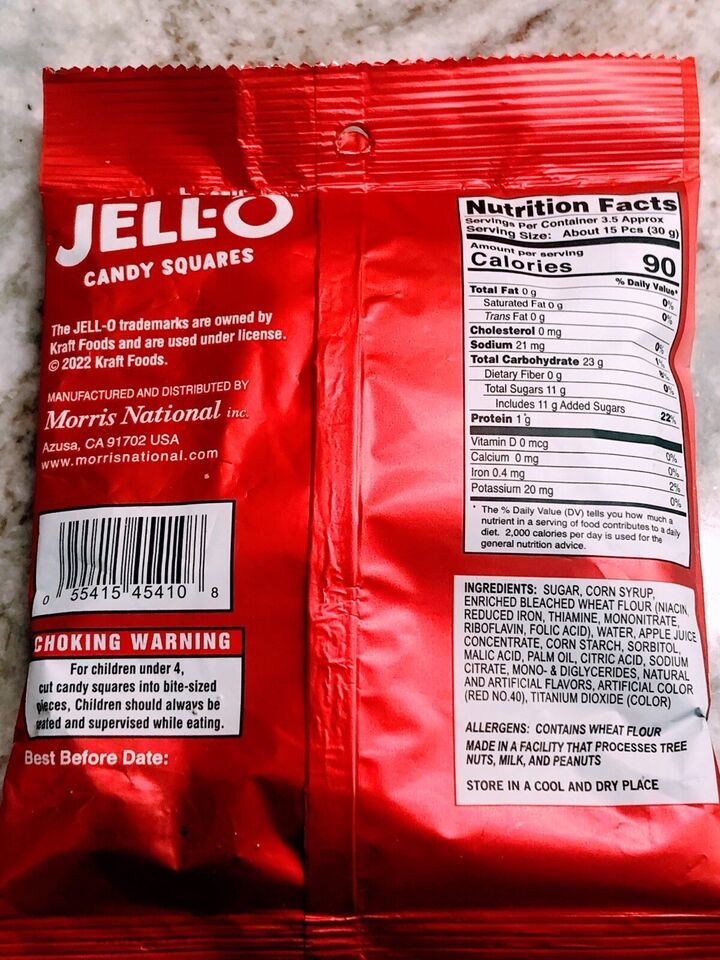 JELL-O
CANDY SQUARES
The JELL-O trademarks are owned by
Kraft Foods and are used under license.
© 2022 Kraft Foods.
MANUFACTURED AND DISTRIBUTED BY
Morris National inc.
Azusa, CA 91702 USA
www.morrisnational.com
0 55415 45410 8
CHOKING WARNING
For children under 4,
cut candy squares into bite-sized
pieces, Children should always be
seated and supervised while eating.
Best Before Date:
Nutrition Facts
Servings Per Container 3.5 Approx
Serving Size: About 15 Pcs (30 g)
Amount per serving
Calories 90
% Daily Value*
Total Fat 0 g 0%
Saturated Fat 0 g 0%
Trans Fat 0 g
Cholesterol 0 mg 0%
Sodium 21 mg 1%
Total Carbohydrate 23 g
Dietary Fiber 0 g 0%
Total Sugars 11 g
Includes 11 g Added Sugars 22%
Protein 1 g
Vitamin D 0 mcg 0%
Calcium 0 mg 0%
Iron 0.4 mg 2%
Potassium 20 mg 0%
* The % Daily Value (DV) tells you how much a
nutrient in a serving of food contributes to a daily
diet. 2,000 calories per day is used for the
general nutrition advice.
INGREDIENTS: SUGAR, CORN SYRUP,
ENRICHED BLEACHED WHEAT FLOUR (NIACIN,
REDUCED IRON, THIAMINE, MONONITRATE,
RIBOFLAVIN, FOLIC ACID), WATER, APPLE JUICE
CONCENTRATE, CORN STARCH, SORBITOL,
MALIC ACID, PALM OIL, CITRIC ACID, SODIUM
CITRATE, MONO- & DIGLYCERIDES, NATURAL
AND ARTIFICIAL FLAVORS, ARTIFICIAL COLOR
(RED NO.40), TITANIUM DIOXIDE (COLOR)
ALLERGENS: CONTAINS WHEAT FLOUR
MADE IN A FACILITY THAT PROCESSES TREE
NUTS, MILK, AND PEANUTS
STORE IN A COOL AND DRY PLACE